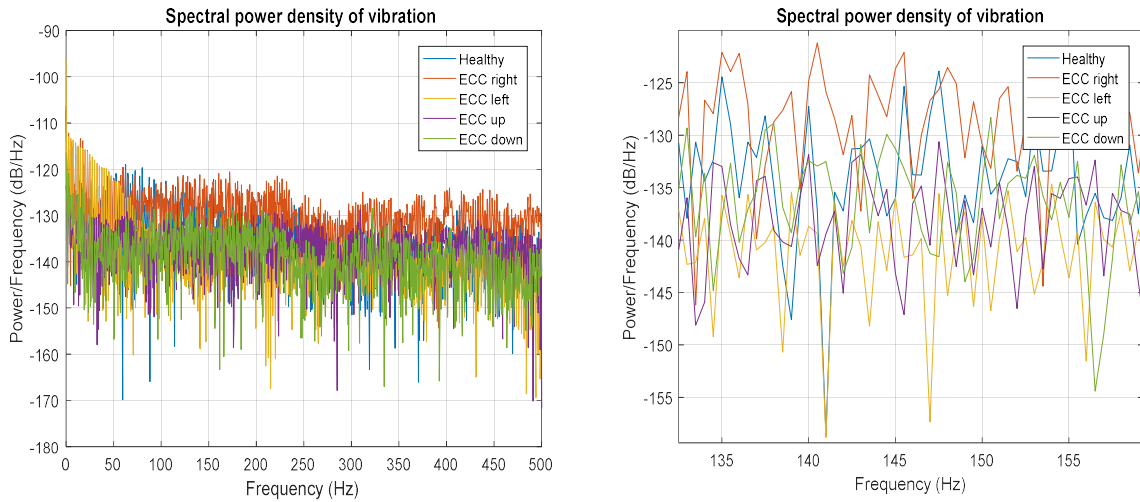 Spectral power density of vibration
Power/Frequency (dB/Hz)
-90
-100
-110
-120
-130
-140
-150
-160
-170
-180
Healthy
ECC right
ECC left
ECC up
ECC down
0 50 100 150 200 250 300 350 400 450 500
Frequency (Hz)
Spectral power density of vibration
Power/Frequency (dB/Hz)
-125
-130
-135
-140
-145
-150
-155
Healthy
ECC right
ECC left
ECC up
ECC down
135 140 145 150 155
Frequency (Hz)